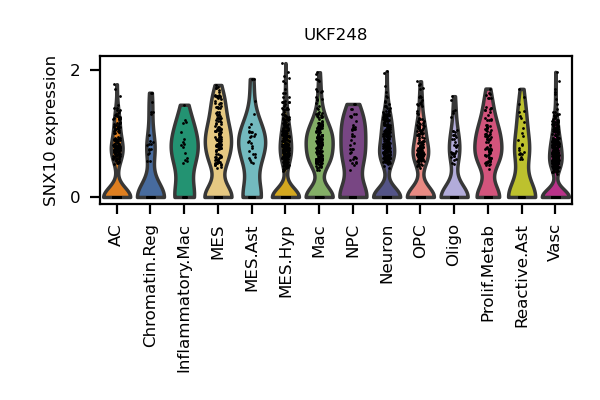 UKF248
SNX10 expression
2
0
AC
Chromatin.Reg
Inflammatory.Mac
MES
MES.Ast
MES.Hyp
Mac
NPC
Neuron
OPC
Oligo
Prolif.Metab
Reactive.Ast
Vasc